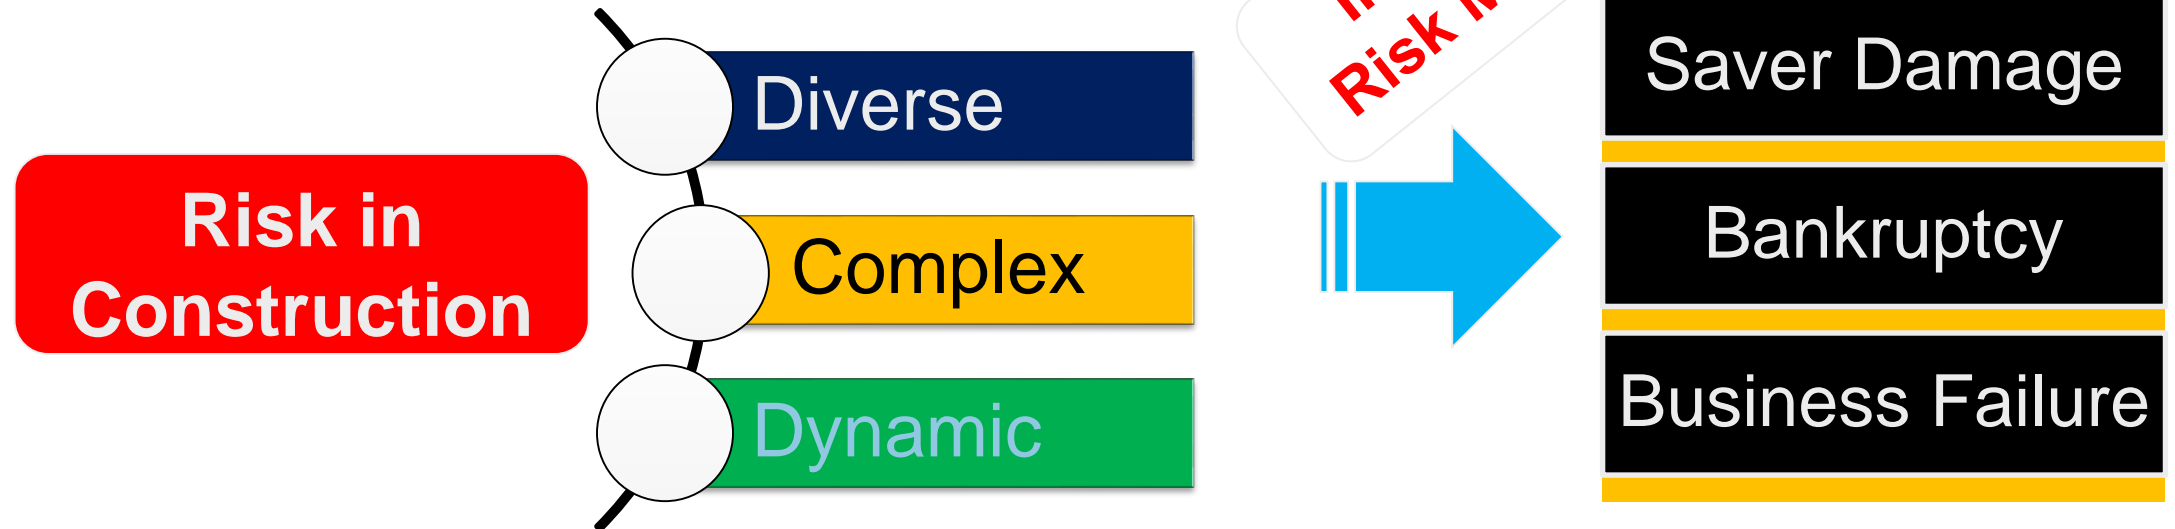 Risk in
Construction
Diverse
Complex
Dynamic
Risk
Saver Damage
Bankruptcy
Business Failure